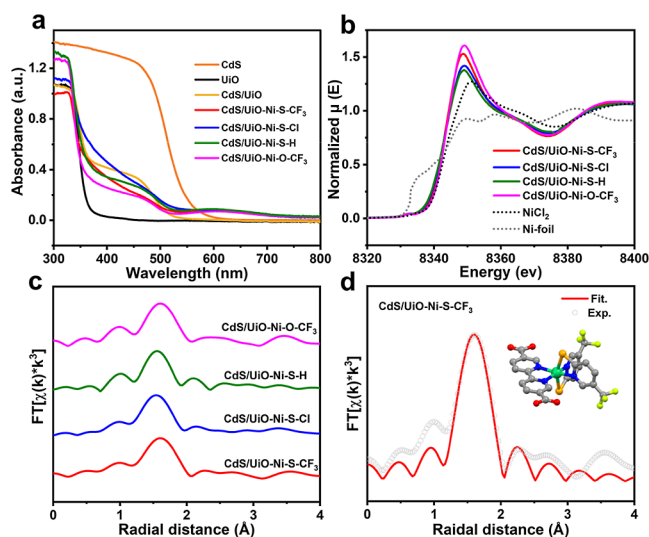 a
Absorbance (a.u.)
1.2
0.8
0.4
0.0
CdS
UiO
CdS/UiO
CdS/UiO-Ni-S-CF3
CdS/UiO-Ni-S-Cl
CdS/UiO-Ni-S-H
CdS/UiO-Ni-O-CF3
300 400 500 600 700 800
Wavelength (nm)
b
Normalized μ (E)
1.5
1.0
0.5
0.0
CdS/UiO-Ni-S-CF3
CdS/UiO-Ni-S-Cl
CdS/UiO-Ni-S-H
CdS/UiO-Ni-O-CF3
NiCl2
Ni-foil
8320 8340 8360 8380 8400
Energy (ev)
c
FT[χ(k)*k3]
CdS/UiO-Ni-O-CF3
CdS/UiO-Ni-S-H
CdS/UiO-Ni-S-Cl
CdS/UiO-Ni-S-CF3
0 1 2 3 4
Radial distance (Å)
d
FT[χ(k)*k3]
CdS/UiO-Ni-S-CF3
Fit.
Exp.
0 1 2 3 4
Raidal distance (Å)